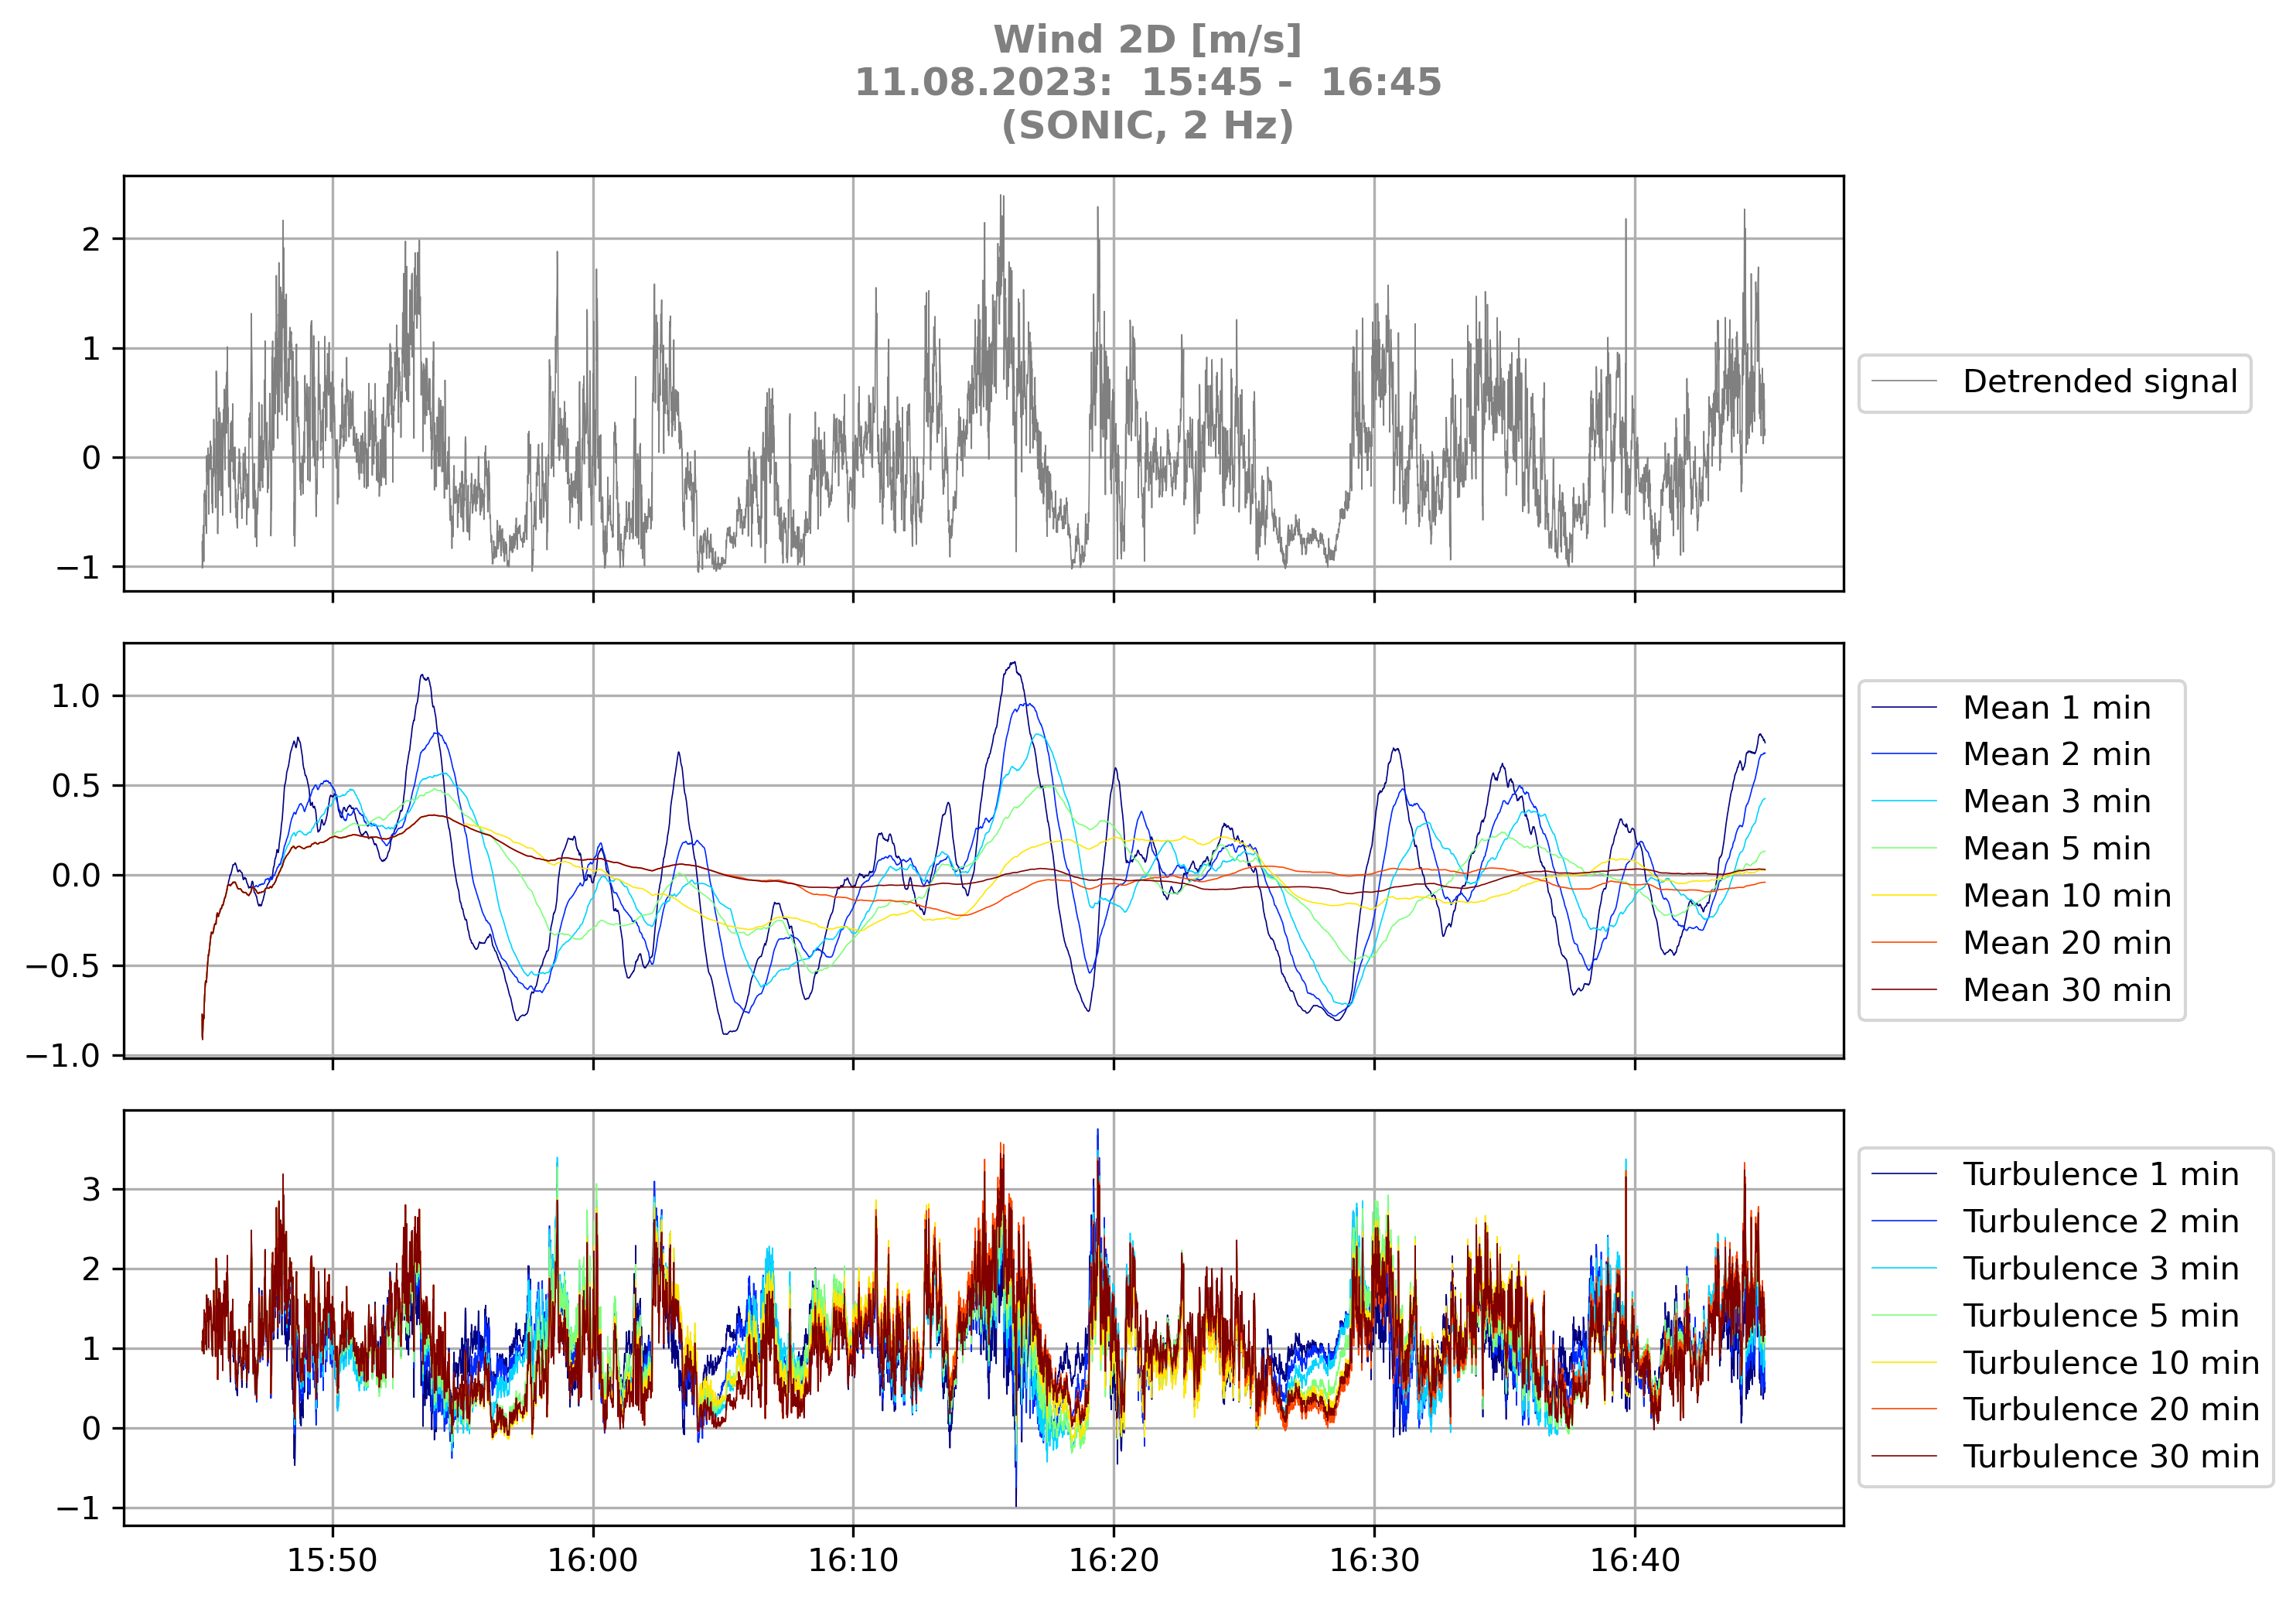 Wind 2D [m/s]
11.08.2023:  15:45 -  16:45
(SONIC, 2 Hz)
2
1
0
−1
Detrended signal
1.0
0.5
0.0
−0.5
−1.0
Mean 1 min
Mean 2 min
Mean 3 min
Mean 5 min
Mean 10 min
Mean 20 min
Mean 30 min
3
2
1
0
−1
Turbulence 1 min
Turbulence 2 min
Turbulence 3 min
Turbulence 5 min
Turbulence 10 min
Turbulence 20 min
Turbulence 30 min
15:50 16:00 16:10 16:20 16:30 16:40